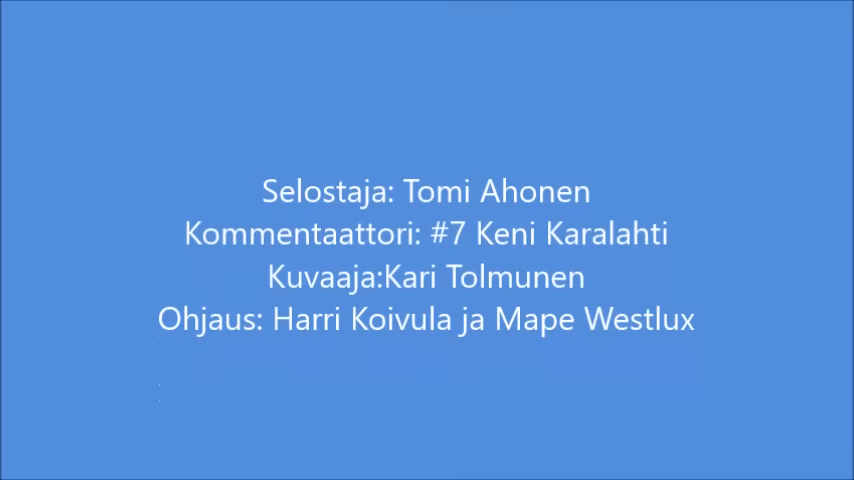 Selostaja: Tomi Ahonen
Kommentaattori: #7 Keni Karalahti
Kuvaaja:Kari Tolmunen
Ohjaus: Harri Koivula ja Mape Westlux